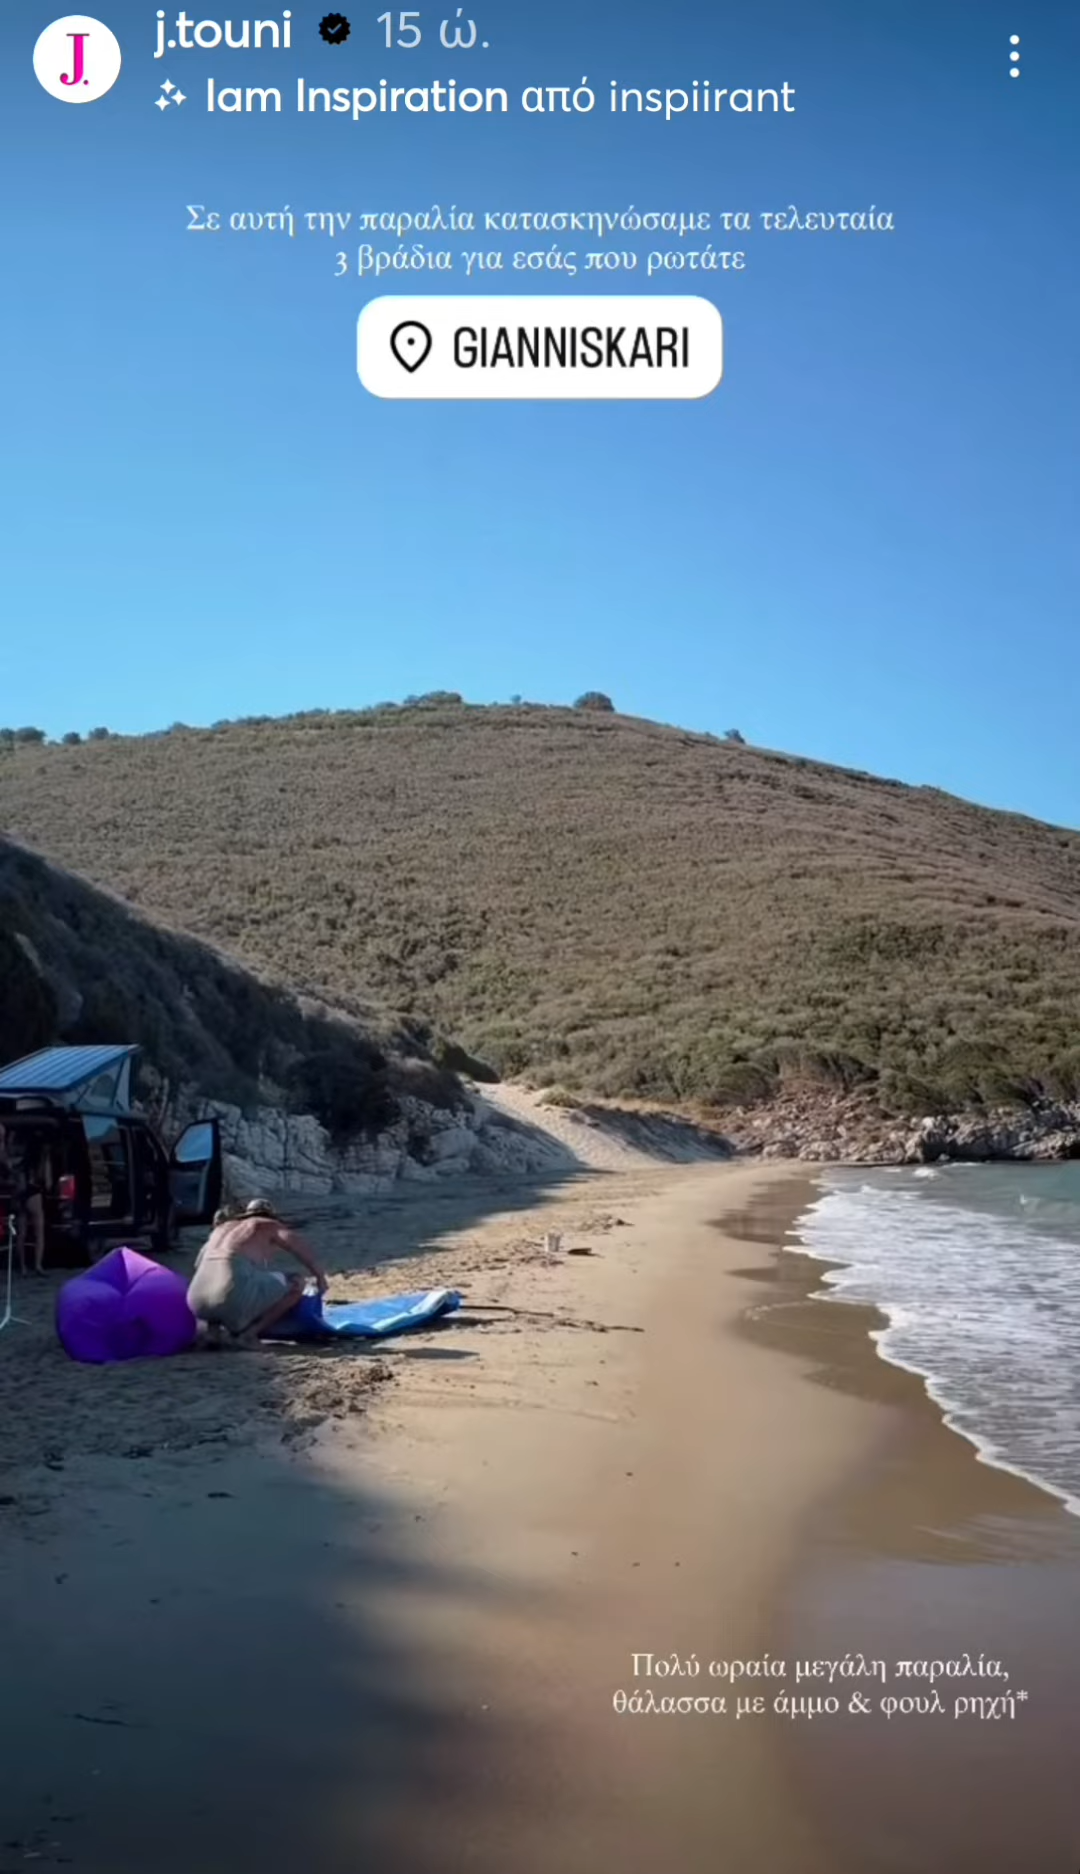 J.
j.touni 15 ώ.
Iam Inspiration από inspiirant
Σε αυτή την παραλία κατασκηνώσαμε τα τελευταία
3 βράδια για εσάς που ρωτάτε
GIANNISKARI
Πολύ ωραία μεγάλη παραλία,
θάλασσα με άμμο & φουλ ρηχή*